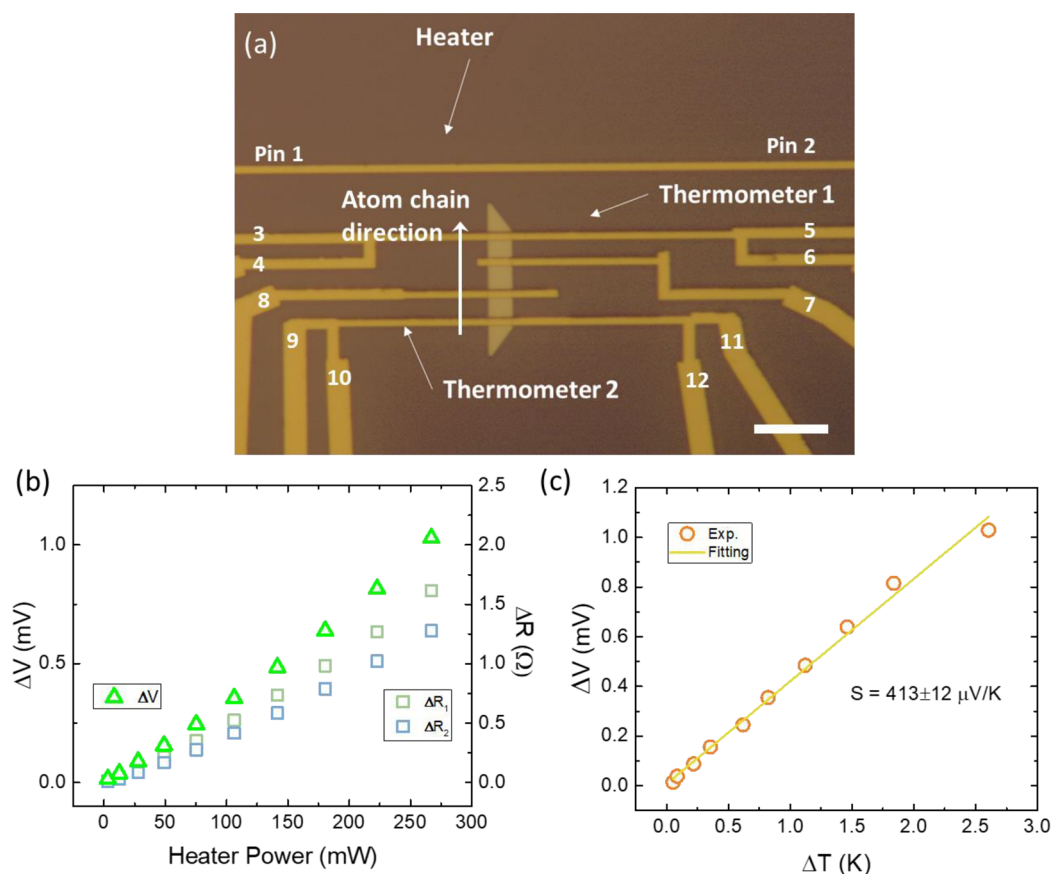 (a)
Heater
Pin 1
Pin 2
Thermometer 1
Atom chain
direction
3
5
4
6
8
7
9
11
10
12
Thermometer 2
(b)
ΔV (mV)
1.0
0.5
0.0
2.5
2.0
1.5
1.0
0.5
0.0
ΔR (Ω)
ΔV
ΔR₁
ΔR₂
0 50 100 150 200 250 300
Heater Power (mW)
(c)
ΔV (mV)
1.2
1.0
0.8
0.6
0.4
0.2
0.0
Exp.
Fitting
S = 413±12 μV/K
0.0 0.5 1.0 1.5 2.0 2.5 3.0
ΔT (K)